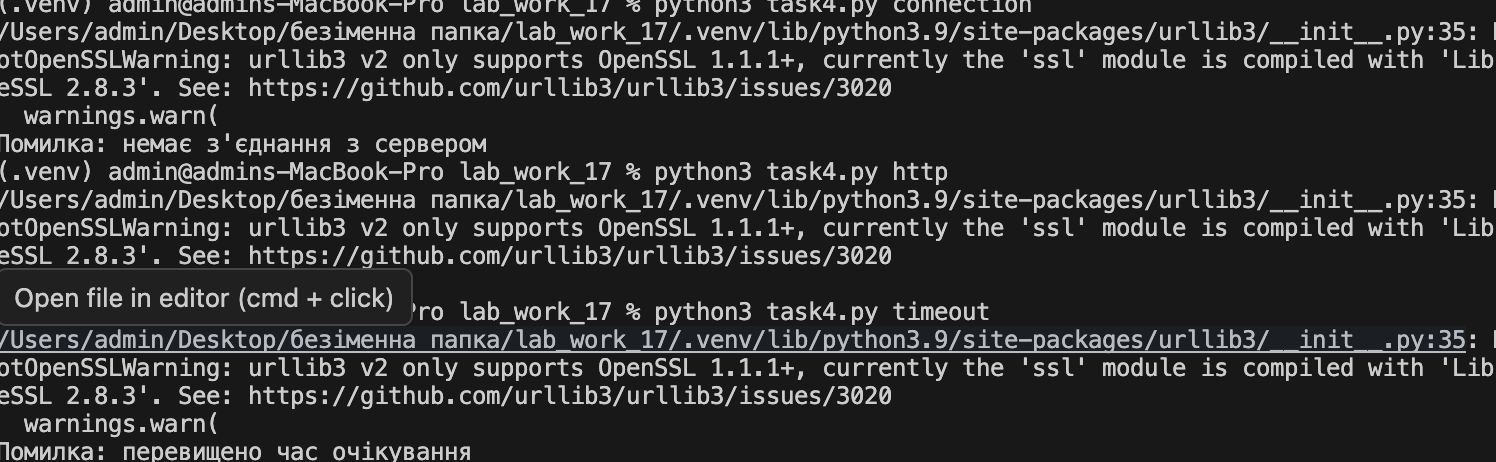 (.venv) admin@admins-MacBook-Pro lab_work_17 % python3 task4.py connection
/Users/admin/Desktop/безіменна папка/lab_work_17/.venv/lib/python3.9/site-packages/urllib3/__init__.py:35:
otOpenSSLWarning: urllib3 v2 only supports OpenSSL 1.1.1+, currently the 'ssl' module is compiled with 'Lib
eSSL 2.8.3'. See: https://github.com/urllib3/urllib3/issues/3020
  warnings.warn(
Помилка: немає з'єднання з сервером
(.venv) admin@admins-MacBook-Pro lab_work_17 % python3 task4.py http
/Users/admin/Desktop/безіменна папка/lab_work_17/.venv/lib/python3.9/site-packages/urllib3/__init__.py:35:
otOpenSSLWarning: urllib3 v2 only supports OpenSSL 1.1.1+, currently the 'ssl' module is compiled with 'Lib
eSSL 2.8.3'. See: https://github.com/urllib3/urllib3/issues/3020
Open file in editor (cmd + click)
ro lab_work_17 % python3 task4.py timeout
/Users/admin/Desktop/безіменна папка/lab_work_17/.venv/lib/python3.9/site-packages/urllib3/__init__.py:35:
otOpenSSLWarning: urllib3 v2 only supports OpenSSL 1.1.1+, currently the 'ssl' module is compiled with 'Lib
eSSL 2.8.3'. See: https://github.com/urllib3/urllib3/issues/3020
  warnings.warn(
Помилка: перевищено час очікування